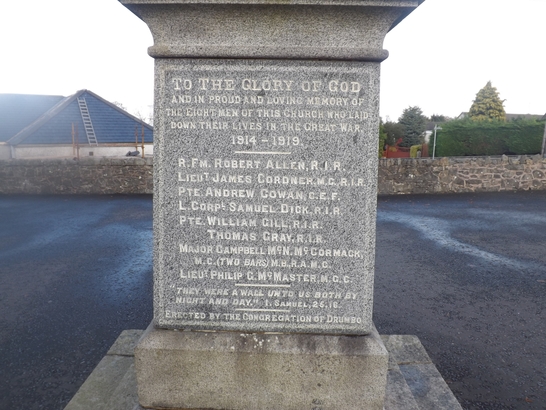 TO THE GLORY OF GOD
AND IN PROUD AND LOVING MEMORY OF
THE EIGHT MEN OF THIS CHURCH WHO LAID
DOWN THEIR LIVES IN THE GREAT WAR.
1914-1919.
R.FM. ROBERT ALLEN, R.I.R.
LIEUT JAMES CORDNER, M.C., R.I.R.
PTE. ANDREW COWAN, C.E.F.
L.CORPL SAMUEL DICK, R.I.R.
PTE. WILLIAM GILL, R.I.R.
THOMAS GRAY, R.I.R.
MAJOR CAMPBELL MCN. MCCORMACK,
M.C. (TWO BARS) M.B., R.A.M.C.
LIEUT PHILIP G. MCMASTER, M.G.C.
"THEY WERE A WALL UNTO US BOTH BY
NIGHT AND DAY," I. SAMUEL, 25.16.
ERECTED BY THE CONGREGATION OF DRUMBO.